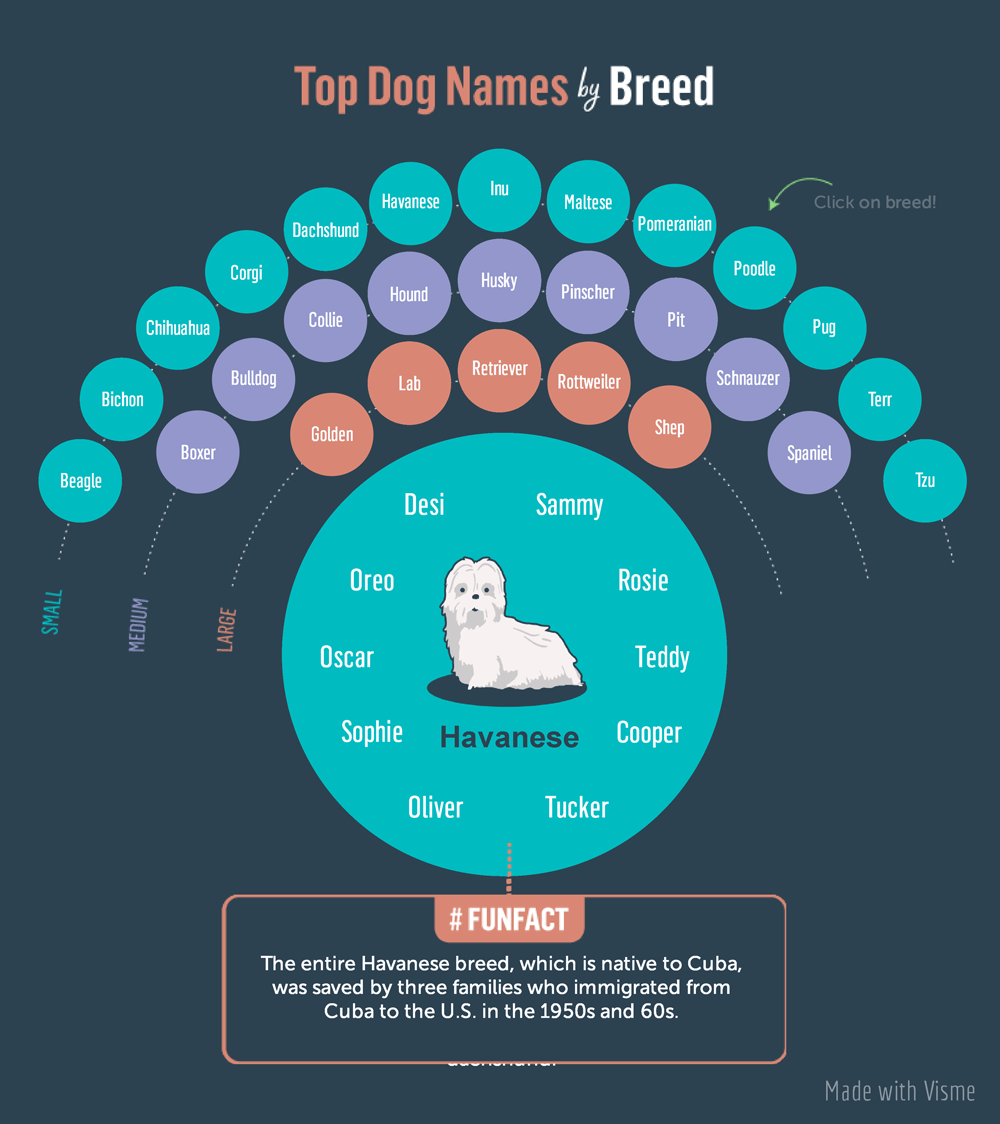 Top Dog Names by Breed
Click on breed!
Inu
Havanese
Maltese
Dachshund
Pomeranian
Corgi
Poodle
Chihuahua
Pug
Bichon
Terr
Beagle
Tzu
Husky
Hound
Pinscher
Collie
Pit
Bulldog
Schnauzer
Boxer
Spaniel
Retriever
Lab
Rottweiler
Golden
Shep
SMALL
MEDIUM
LARGE
Desi
Sammy
Oreo
Rosie
Oscar
Teddy
Sophie
Havanese
Cooper
Oliver
Tucker
# FUNFACT
The entire Havanese breed, which is native to Cuba,
was saved by three families who immigrated from
Cuba to the U.S. in the 1950s and 60s.
Made with Visme